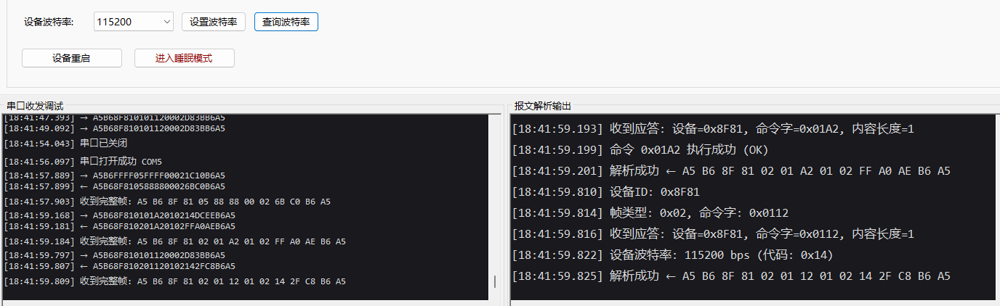 设备波特率: 115200 设置波特率 查询波特率
设备重启 进入睡眠模式
串口收发调试
[18:41:47.393] → A5B68F810101120002D83BB6A5
[18:41:49.092] → A5B68F810101120002D83BB6A5
[18:41:54.043] 串口已关闭
[18:41:56.097] 串口打开成功 COM5
[18:41:57.889] → A5B6FFFF05FFFF00021C10B6A5
[18:41:57.899] ← A5B68F8105888800026BC0B6A5
[18:41:57.903] 收到完整帧: A5 B6 8F 81 05 88 88 00 02 6B C0 B6 A5
[18:41:59.168] → A5B68F810101A2010214DCEEB6A5
[18:41:59.181] ← A5B68F810201A20102FFA0AEB6A5
[18:41:59.184] 收到完整帧: A5 B6 8F 81 02 01 A2 01 02 FF A0 AE B6 A5
[18:41:59.797] → A5B68F810101120002D83BB6A5
[18:41:59.807] ← A5B68F810201120102142FC8B6A5
[18:41:59.809] 收到完整帧: A5 B6 8F 81 02 01 12 01 02 14 2F C8 B6 A5
报文解析输出
[18:41:59.193] 收到应答: 设备=0x8F81, 命令字=0x01A2, 内容长度=1
[18:41:59.199] 命令 0x01A2 执行成功 (OK)
[18:41:59.201] 解析成功 ← A5 B6 8F 81 02 01 A2 01 02 FF A0 AE B6 A5
[18:41:59.810] 设备ID: 0x8F81
[18:41:59.814] 帧类型: 0x02, 命令字: 0x0112
[18:41:59.816] 收到应答: 设备=0x8F81, 命令字=0x0112, 内容长度=1
[18:41:59.822] 设备波特率: 115200 bps (代码: 0x14)
[18:41:59.825] 解析成功 ← A5 B6 8F 81 02 01 12 01 02 14 2F C8 B6 A5